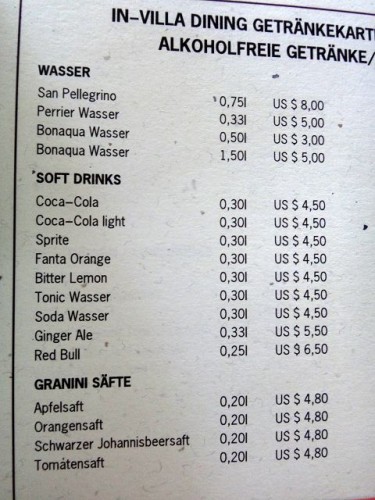 IN-VILLA DINING GETRÄNKEKART
ALKOHOLFREIE GETRÄNKE/
WASSER
San Pellegrino 0,75l US $ 8,00
Perrier Wasser 0,33l US $ 5,00
Bonaqua Wasser 0,50l US $ 3,00
Bonaqua Wasser 1,50l US $ 5,00
SOFT DRINKS
Coca-Cola 0,30l US $ 4,50
Coca-Cola light 0,30l US $ 4,50
Sprite 0,30l US $ 4,50
Fanta Orange 0,30l US $ 4,50
Bitter Lemon 0,30l US $ 4,50
Tonic Wasser 0,30l US $ 4,50
Soda Wasser 0,30l US $ 4,50
Ginger Ale 0,33l US $ 5,50
Red Bull 0,25l US $ 6,50
GRANINI SÄFTE
Apfelsaft 0,20l US $ 4,80
Orangensaft 0,20l US $ 4,80
Schwarzer Johannisbeersaft 0,20l US $ 4,80
Tomatensaft 0,20l US $ 4,80